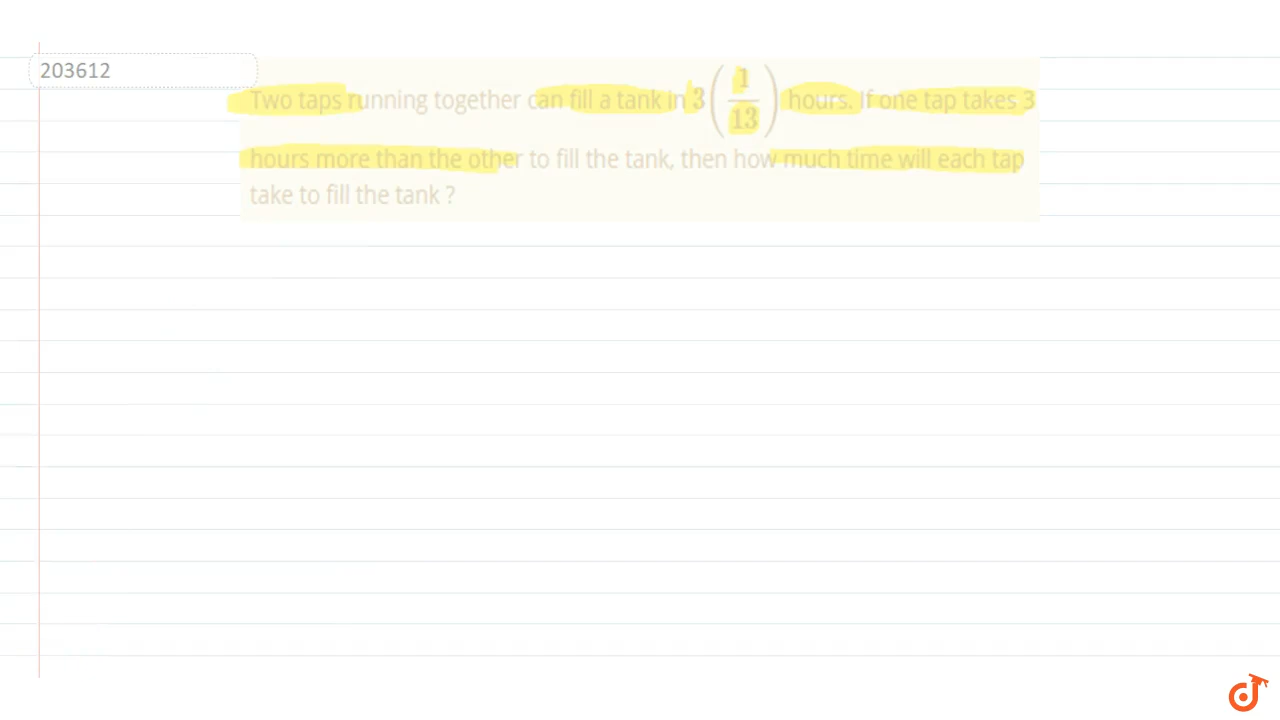 203612
Two taps running together can fill a tank in 3(1/13) hours. If one tap takes 3
hours more than the other to fill the tank, then how much time will each tap
take to fill the tank ?